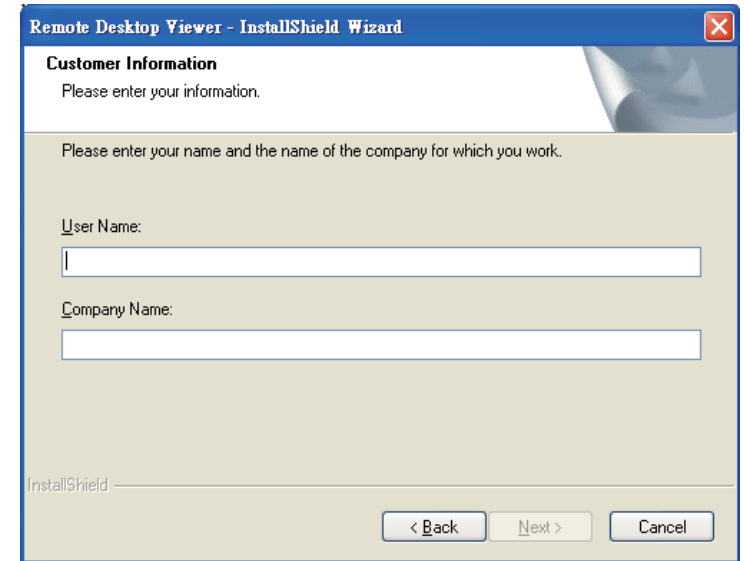 Remote Desktop Viewer - InstallShield Wizard
Customer Information
Please enter your information.
Please enter your name and the name of the company for which you work.
User Name:
Company Name:
InstallShield
< Back Next > Cancel